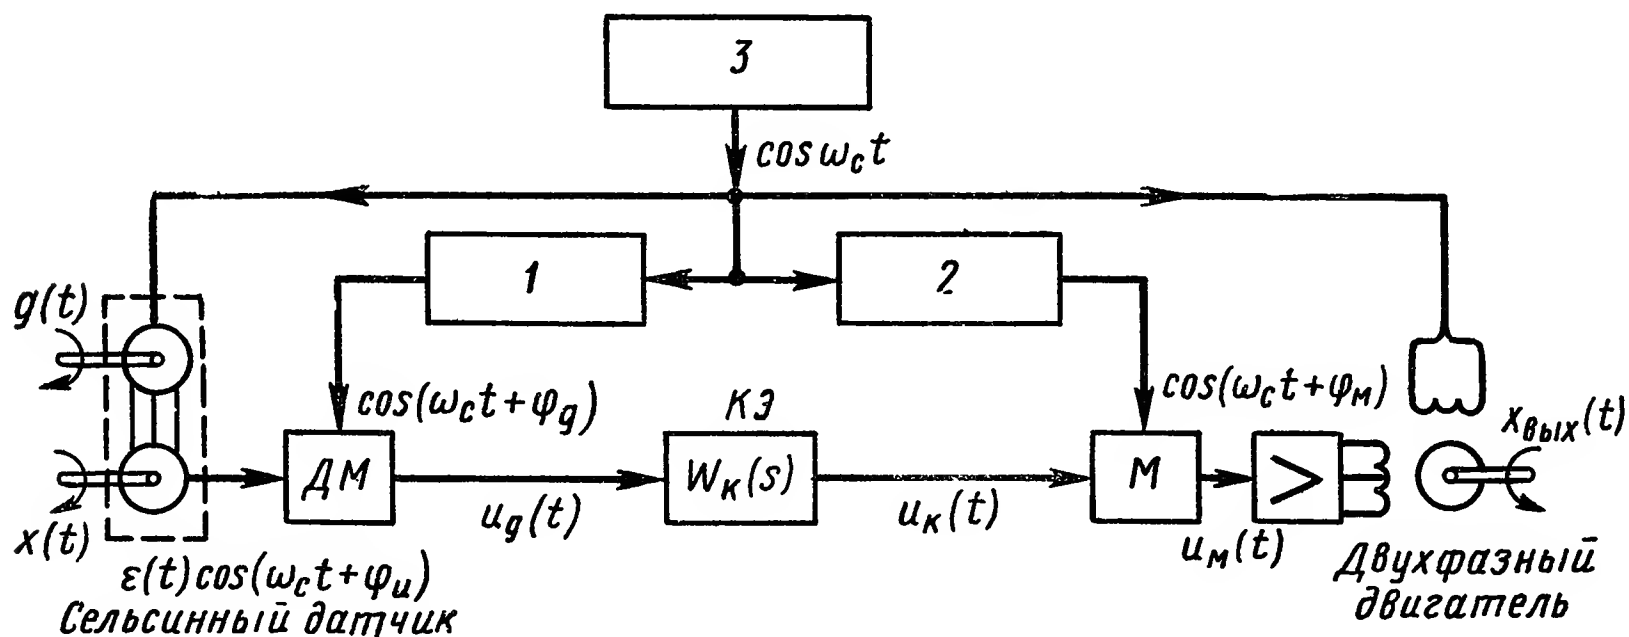 3
cos ω_c t
1
2
g(t)
cos(ω_c t + φ_g)
КЭ
cos(ω_c t + φ_м)
x_вых(t)
ДМ
W_к(s)
М
>
x(t)
u_g(t)
u_к(t)
u_м(t)
ε(t) cos(ω_c t + φ_u)
Сельсинный датчик
Двухфазный
двигатель